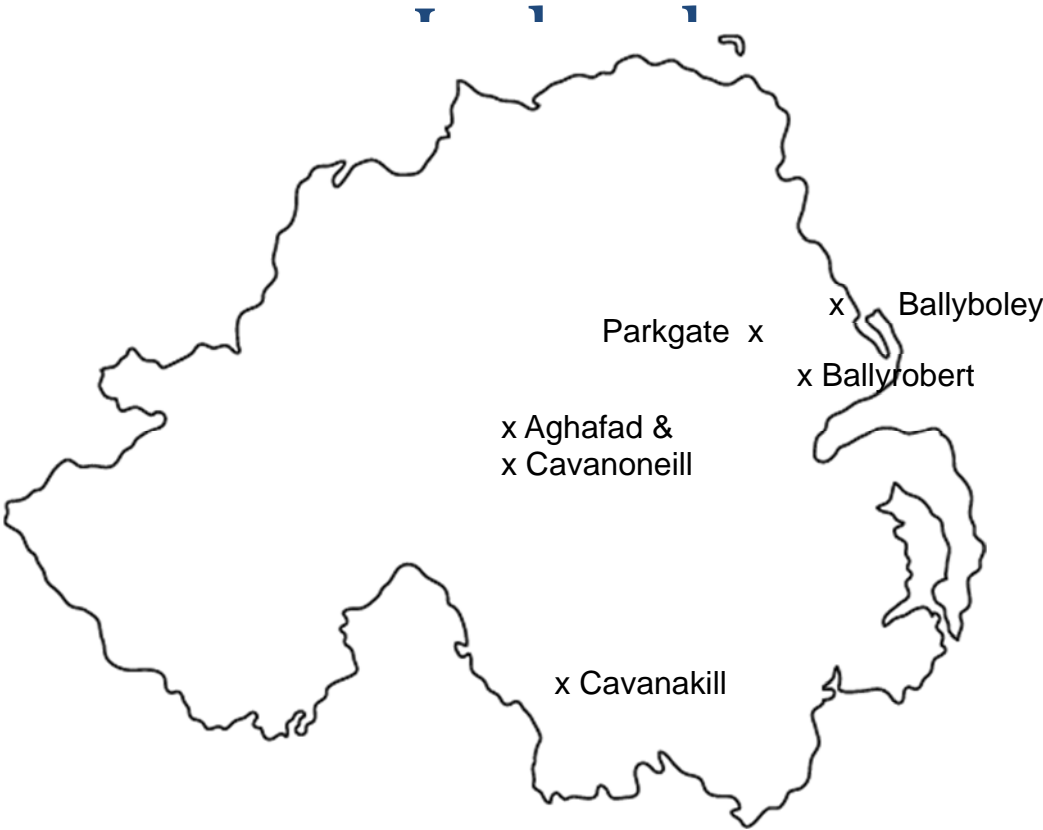 x Ballyboley
Parkgate x
x Ballyrobert
x Aghafad &
x Cavanoneill
x Cavanakill